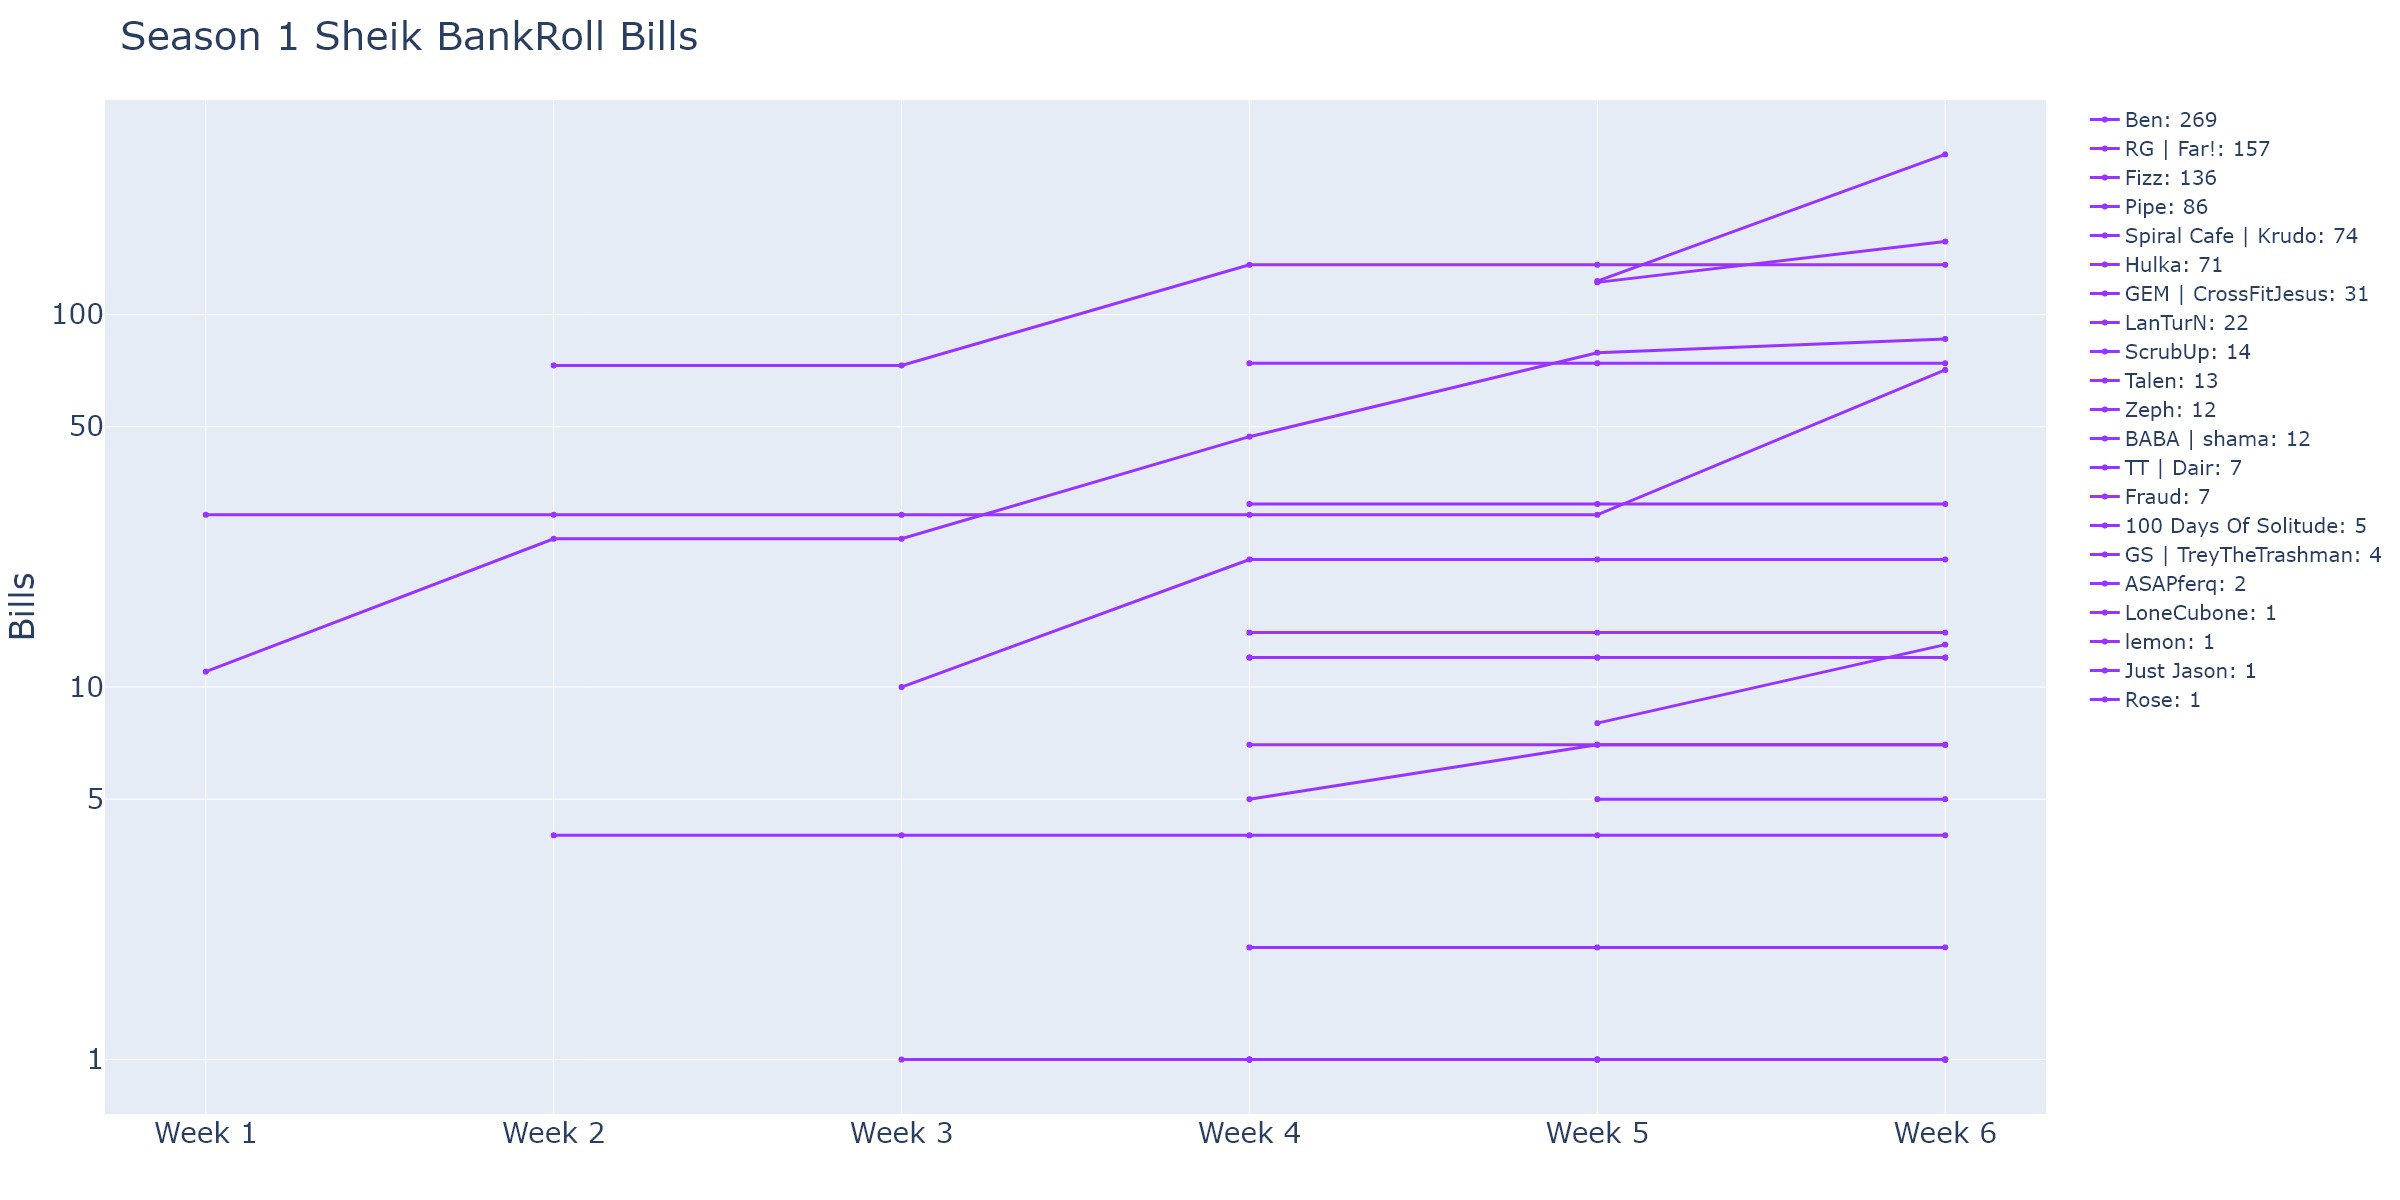 Season 1 Sheik BankRoll Bills
Bills
100
50
10
5
1
Week 1
Week 2
Week 3
Week 4
Week 5
Week 6
Ben: 269
RG | Far!: 157
Fizz: 136
Pipe: 86
Spiral Cafe | Krudo: 74
Hulka: 71
GEM | CrossFitJesus: 31
LanTurN: 22
ScrubUp: 14
Talen: 13
Zeph: 12
BABA | shama: 12
TT | Dair: 7
Fraud: 7
100 Days Of Solitude: 5
GS | TreyTheTrashman: 4
ASAPferq: 2
LoneCubone: 1
lemon: 1
Just Jason: 1
Rose: 1